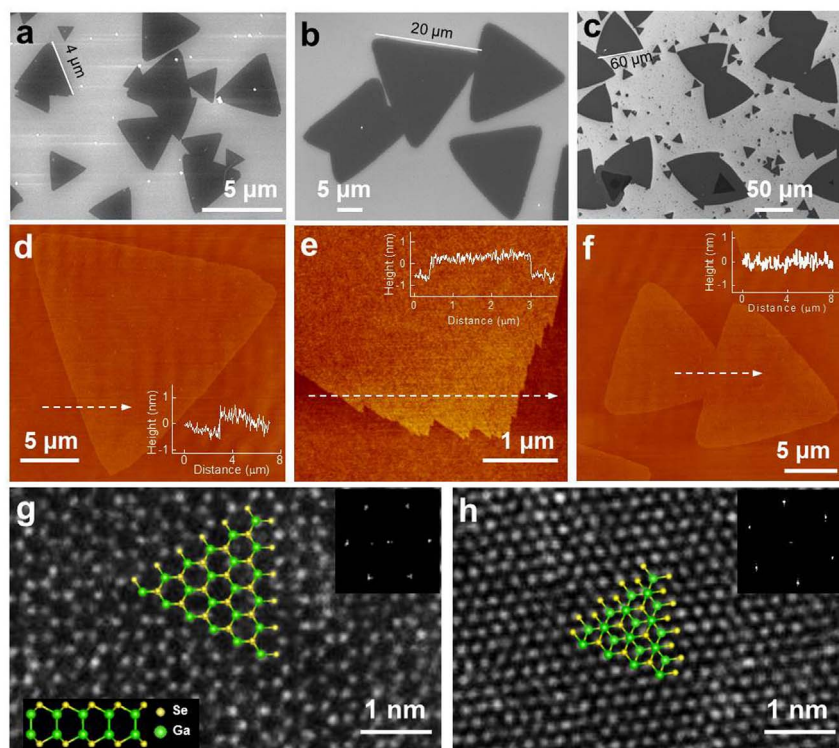 a
4 µm
5 µm
b
20 µm
5 µm
c
60 µm
50 µm
d
Height (nm)
1
0
-1
0 4 8
Distance (µm)
5 µm
e
Height (nm)
1
0
-1
0 1 2 3
Distance (µm)
1 µm
f
Height (nm)
1
0
-1
0 4 8
Distance (µm)
5 µm
g
Se
Ga
1 nm
h
1 nm